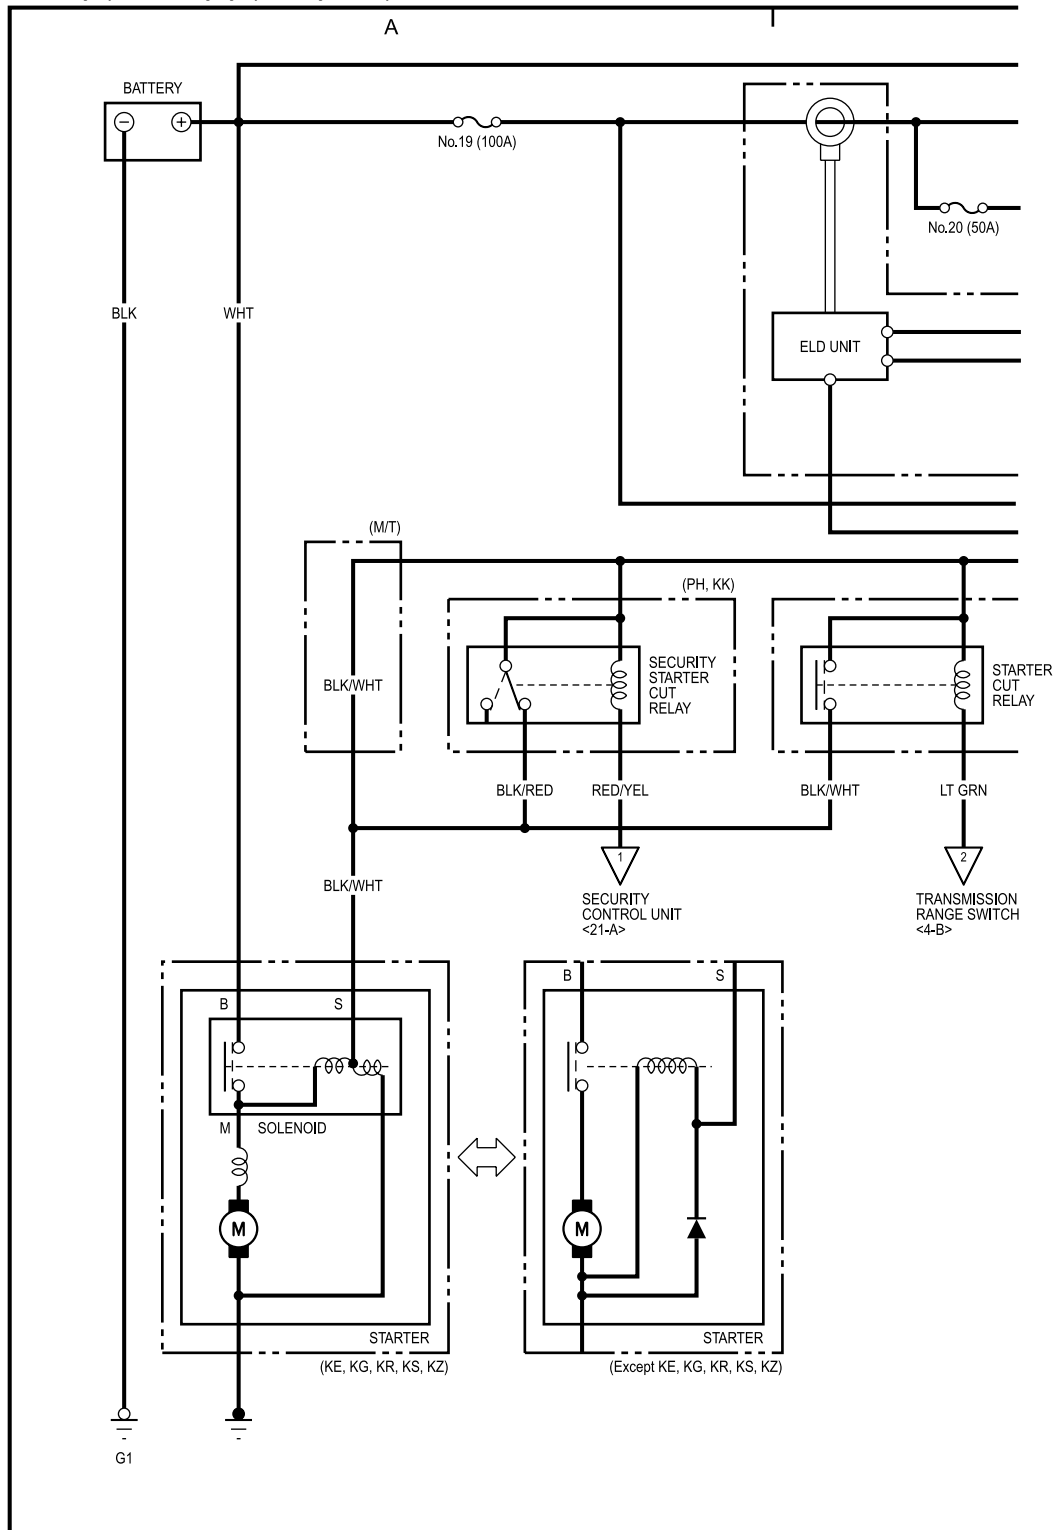 A
BATTERY
No.19 (100A)
No.20 (50A)
BLK
WHT
ELD UNIT
(M/T)
(PH, KK)
SECURITY
STARTER
CUT
RELAY
STARTER
CUT
RELAY
BLK/WHT
BLK/RED
RED/YEL
BLK/WHT
LT GRN
1
2
BLK/WHT
SECURITY
CONTROL UNIT
<21-A>
TRANSMISSION
RANGE SWITCH
<4-B>
B
S
B
S
M
SOLENOID
M
M
STARTER
STARTER
(KE, KG, KR, KS, KZ)
(Except KE, KG, KR, KS, KZ)
G1